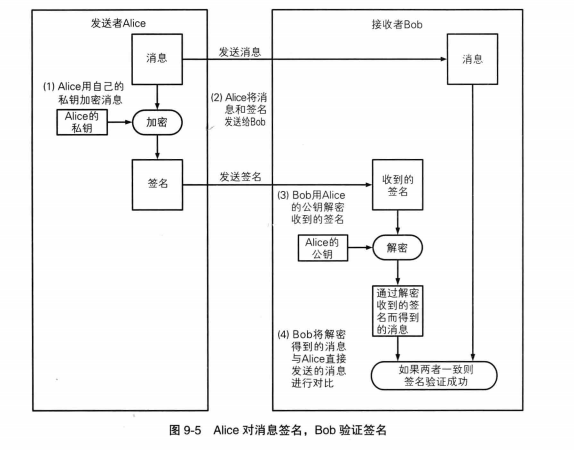 发送者Alice
接收者Bob
消息
发送消息
消息
(1) Alice用自己的
私钥加密消息
Alice的
私钥
加密
(2) Alice将消
息和签名
发送给Bob
签名
发送签名
收到的
签名
(3) Bob用Alice
的公钥解密
收到的签名
Alice的
公钥
解密
通过解密
收到的签
名而得到
的消息
(4) Bob将解密
得到的消息
与Alice直接
发送的消息
进行对比
如果两者一致则
签名验证成功
图 9-5 Alice 对消息签名，Bob 验证签名